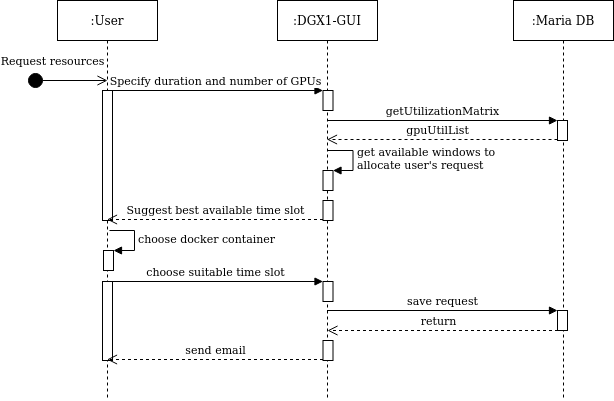 :User
:DGX1-GUI
:Maria DB
Request resources
Specify duration and number of GPUs
getUtilizationMatrix
gpuUtilList
get available windows to
allocate user's request
Suggest best available time slot
choose docker container
choose suitable time slot
save request
return
send email